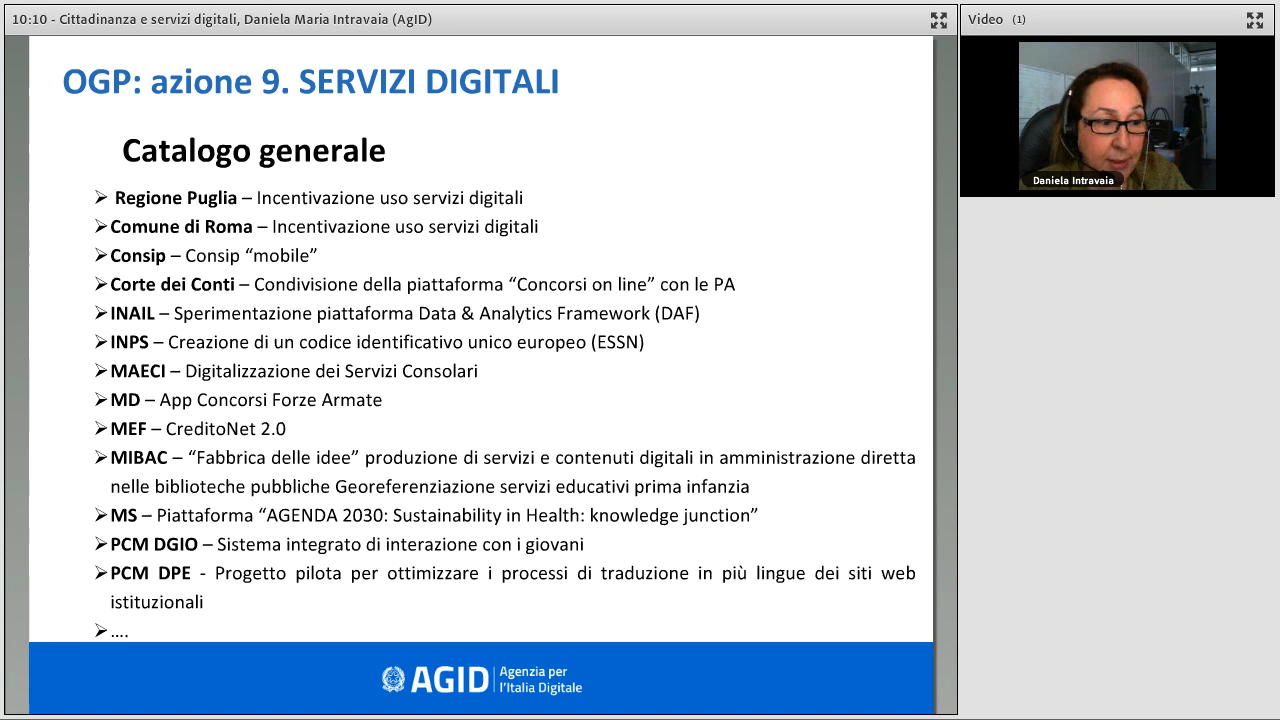 10:10 - Cittadinanza e servizi digitali, Daniela Maria Intravaia (AgID)
Video (1)
OGP: azione 9. SERVIZI DIGITALI
Catalogo generale
➢ Regione Puglia – Incentivazione uso servizi digitali
➢Comune di Roma – Incentivazione uso servizi digitali
➢Consip – Consip “mobile”
➢Corte dei Conti – Condivisione della piattaforma “Concorsi on line” con le PA
➢INAIL – Sperimentazione piattaforma Data & Analytics Framework (DAF)
➢INPS – Creazione di un codice identificativo unico europeo (ESSN)
➢MAECI – Digitalizzazione dei Servizi Consolari
➢MD – App Concorsi Forze Armate
➢MEF – CreditoNet 2.0
➢MIBAC – “Fabbrica delle idee” produzione di servizi e contenuti digitali in amministrazione diretta
nelle biblioteche pubbliche Georeferenziazione servizi educativi prima infanzia
➢MS – Piattaforma “AGENDA 2030: Sustainability in Health: knowledge junction”
➢PCM DGIO – Sistema integrato di interazione con i giovani
➢PCM DPE - Progetto pilota per ottimizzare i processi di traduzione in più lingue dei siti web
istituzionali
➢....
AGID Agenzia per
l'Italia Digitale
Daniela Intravaia